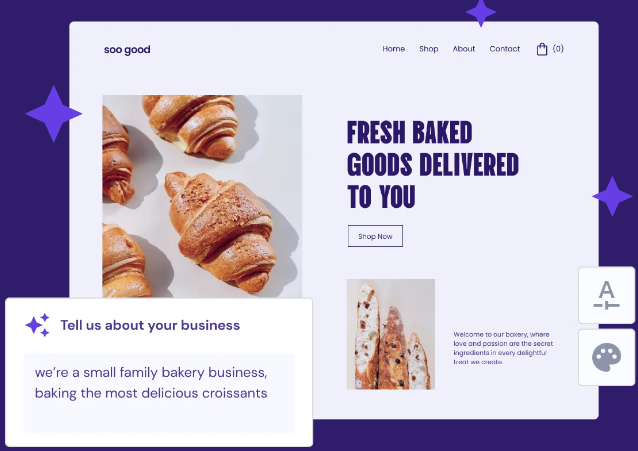 soo good
Home Shop About Contact (0)
FRESH BAKED
GOODS DELIVERED
TO YOU
Shop Now
Welcome to our bakery, where
love and passion are the secret
ingredients in every delightful
treat we create.
A
Tell us about your business
we're a small family bakery business,
baking the most delicious croissants